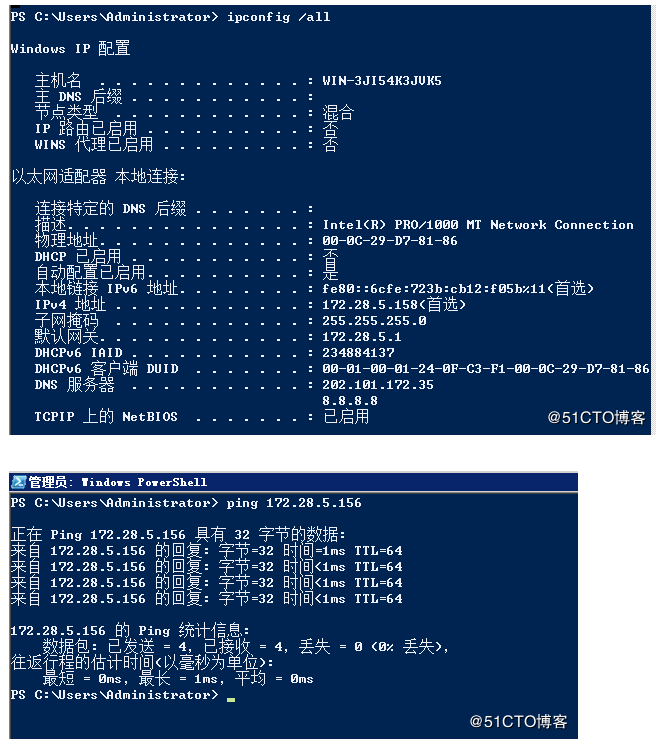 PS C:\Users\Administrator> ipconfig /all
Windows IP 配置
主机名 . . . . . . . . . . . . . : WIN-3JI54K3JVK5
主 DNS 后缀 . . . . . . . . . . . :
节点类型 . . . . . . . . . . . . : 混合
IP 路由已启用 . . . . . . . . . . : 否
WINS 代理已启用 . . . . . . . . . : 否
以太网适配器 本地连接:
连接特定的 DNS 后缀 . . . . . . . :
描述. . . . . . . . . . . . . . . : Intel(R) PRO/1000 MT Network Connection
物理地址. . . . . . . . . . . . . : 00-0C-29-D7-81-86
DHCP 已启用 . . . . . . . . . . . : 否
自动配置已启用. . . . . . . . . . : 是
本地链接 IPv6 地址. . . . . . . . : fe80::6cfe:723b:cb12:f05b%11(首选)
IPv4 地址 . . . . . . . . . . . . : 172.28.5.158(首选)
子网掩码 . . . . . . . . . . . . : 255.255.255.0
默认网关. . . . . . . . . . . . . : 172.28.5.1
DHCPv6 IAID . . . . . . . . . . . : 234884137
DHCPv6 客户端 DUID . . . . . . . : 00-01-00-01-24-0F-C3-F1-00-0C-29-D7-81-86
DNS 服务器 . . . . . . . . . . . : 202.101.172.35
8.8.8.8
TCPIP 上的 NetBIOS . . . . . . . : 已启用
@51CTO博客
管理员: Windows PowerShell
PS C:\Users\Administrator> ping 172.28.5.156
正在 Ping 172.28.5.156 具有 32 字节的数据:
来自 172.28.5.156 的回复: 字节=32 时间=1ms TTL=64
来自 172.28.5.156 的回复: 字节=32 时间<1ms TTL=64
来自 172.28.5.156 的回复: 字节=32 时间<1ms TTL=64
来自 172.28.5.156 的回复: 字节=32 时间<1ms TTL=64
172.28.5.156 的 Ping 统计信息:
数据包: 已发送 = 4, 已接收 = 4, 丢失 = 0 (0% 丢失),
往返行程的估计时间(以毫秒为单位):
最短 = 0ms, 最长 = 1ms, 平均 = 0ms
PS C:\Users\Administrator>
@51CTO博客